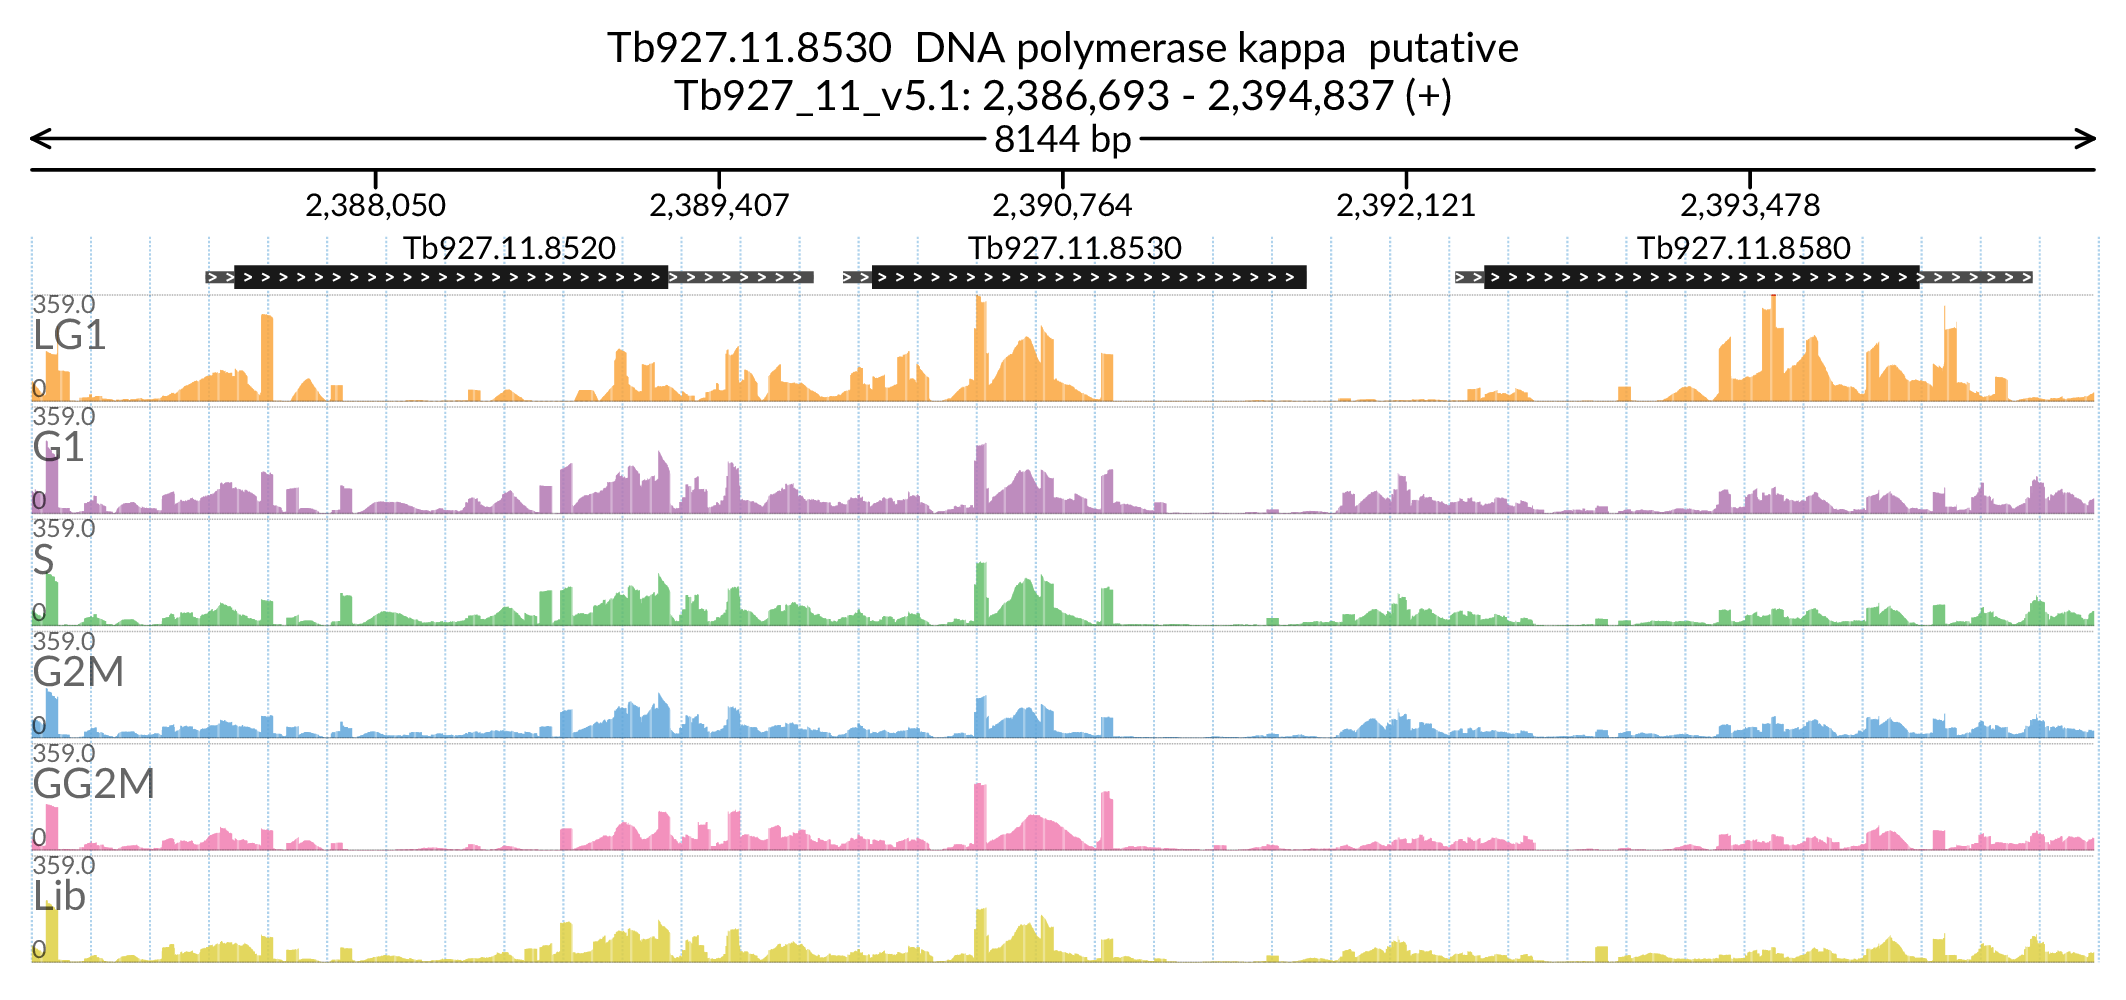 Tb927.11.8530 DNA polymerase kappa putative
Tb927_11_v5.1: 2,386,693 - 2,394,837 (+)
8144 bp
2,388,050 2,389,407 2,390,764 2,392,121 2,393,478
Tb927.11.8520 Tb927.11.8530 Tb927.11.8580
359.0
LG1
0
359.0
G1
0
359.0
S
0
359.0
G2M
0
359.0
GG2M
0
359.0
Lib
0